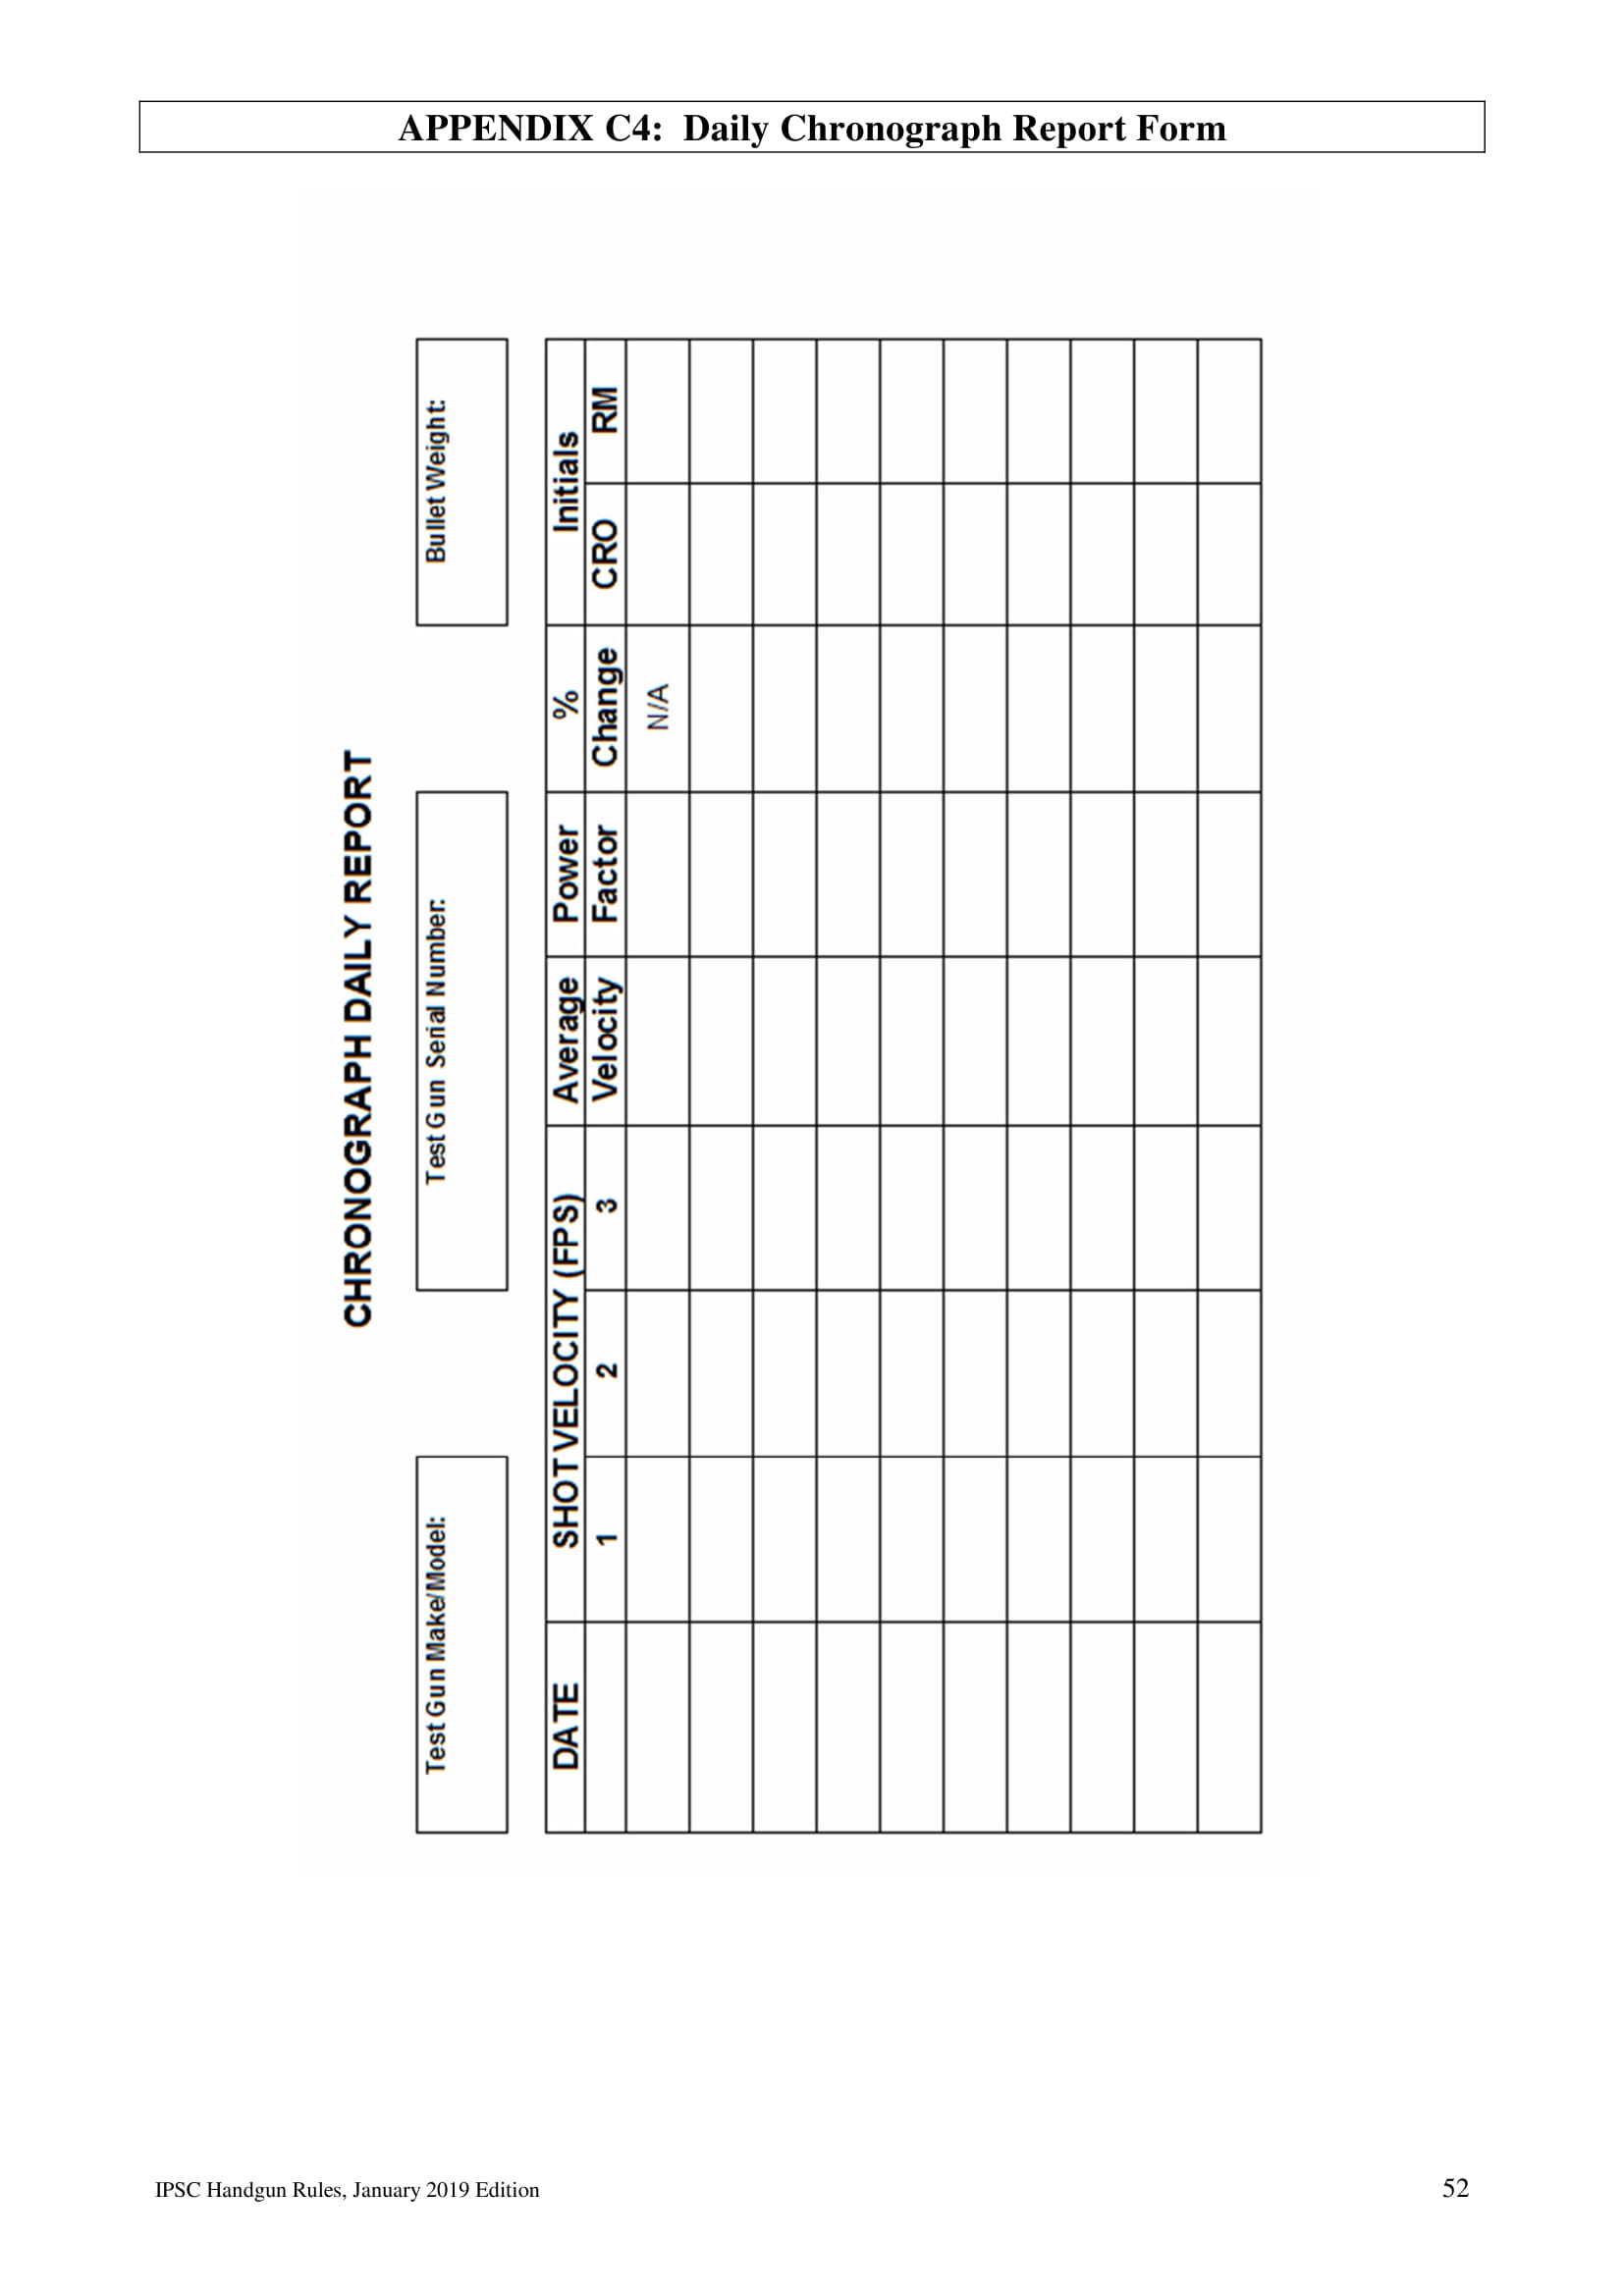 APPENDIX C4: Daily Chronograph Report Form
CHRONOGRAPH DAILY REPORT
Test Gun Make/Model: Test Gun Serial Number: Bullet Weight:
DATE SHOT VELOCITY (FPS) Average Power % Initials
1 2 3 Velocity Factor Change CRO RM
N/A
IPSC Handgun Rules, January 2019 Edition 52